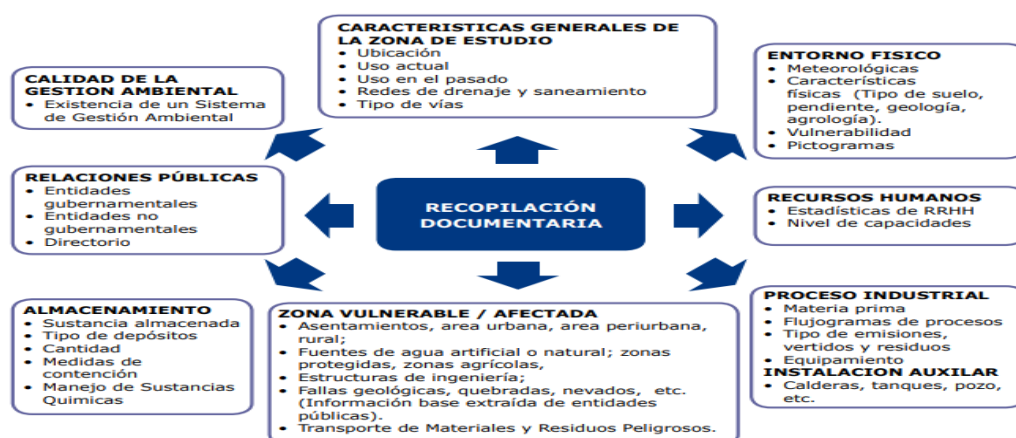 CARACTERISTICAS GENERALES DE
LA ZONA DE ESTUDIO
• Ubicación
• Uso actual
• Uso en el pasado
• Redes de drenaje y saneamiento
• Tipo de vías
CALIDAD DE LA
GESTION AMBIENTAL
• Existencia de un Sistema
de Gestión Ambiental
ENTORNO FISICO
• Meteorológicas
• Características
físicas (Tipo de suelo,
pendiente, geología,
agrología).
• Vulnerabilidad
• Pictogramas
RELACIONES PÚBLICAS
• Entidades
gubernamentales
• Entidades no
gubernamentales
• Directorio
RECOPILACIÓN
DOCUMENTARIA
RECURSOS HUMANOS
• Estadísticas de RRHH
• Nivel de capacidades
ALMACENAMIENTO
• Sustancia almacenada
• Tipo de depósitos
• Cantidad
• Medidas de
contención
• Manejo de Sustancias
Quimicas
ZONA VULNERABLE / AFECTADA
• Asentamientos, area urbana, area periurbana,
rural;
• Fuentes de agua artificial o natural; zonas
protegidas, zonas agrícolas,
• Estructuras de ingeniería;
• Fallas geológicas, quebradas, nevados, etc.
(Información base extraída de entidades
públicas).
• Transporte de Materiales y Residuos Peligrosos.
PROCESO INDUSTRIAL
• Materia prima
• Flujogramas de procesos
• Tipo de emisiones,
vertidos y residuos
• Equipamiento
INSTALACION AUXILAR
• Calderas, tanques, pozo,
etc.